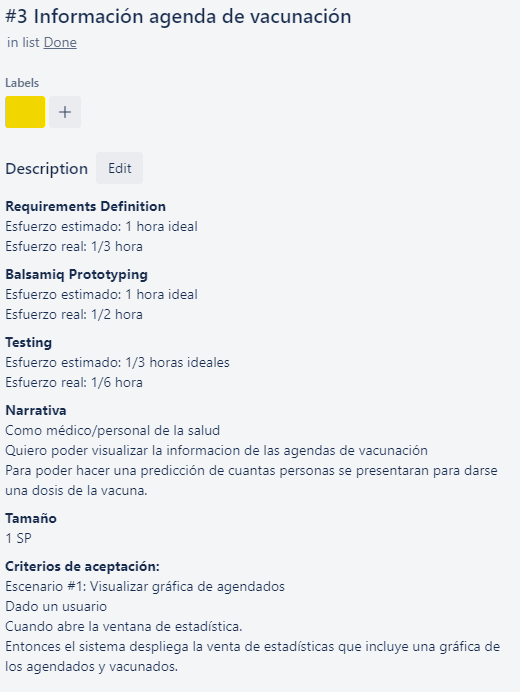 #3 Información agenda de vacunación
in list Done
Labels
+
Description Edit
Requirements Definition
Esfuerzo estimado: 1 hora ideal
Esfuerzo real: 1/3 hora
Balsamiq Prototyping
Esfuerzo estimado: 1 hora ideal
Esfuerzo real: 1/2 hora
Testing
Esfuerzo estimado: 1/3 horas ideales
Esfuerzo real: 1/6 hora
Narrativa
Como médico/personal de la salud
Quiero poder visualizar la informacion de las agendas de vacunación
Para poder hacer una predicción de cuantas personas se presentaran para darse
una dosis de la vacuna.
Tamaño
1 SP
Criterios de aceptación:
Escenario #1: Visualizar gráfica de agendados
Dado un usuario
Cuando abre la ventana de estadística.
Entonces el sistema despliega la venta de estadísticas que incluye una gráfica de
los agendados y vacunados.